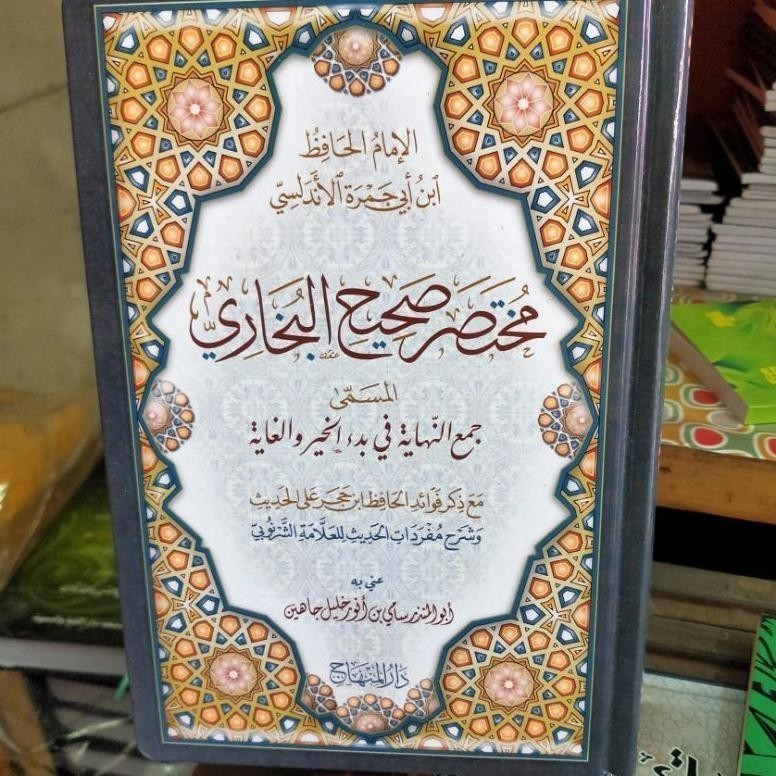 الإمام الحافظ
ابن أبي جمرة الأندلسي
مختصر صحيح البخاري
المسمى
جمع النهاية في بدء الخير والغاية
مع ذكر فوائد الحافظ ابن حجر على الحديث
وشرح مفردات الحديث للعلامة الشرنوبي
عني به
أبو المنذر سامي بن أنور خليل جاهين
دار المنهاج